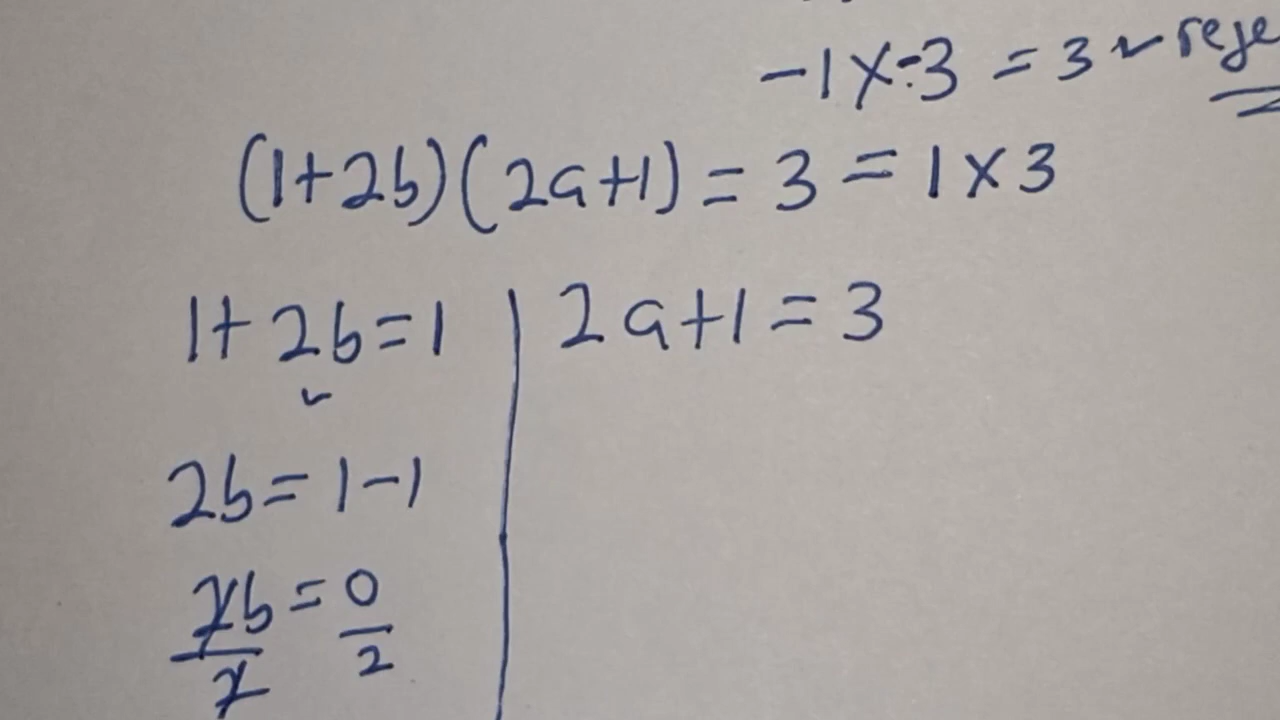 -1 x -3 = 3 ✓ reje
(1+2b)(2a+1) = 3 = 1 x 3
1+2b=1 | 2a+1=3
2b=1-1
2b/2 = 0/2